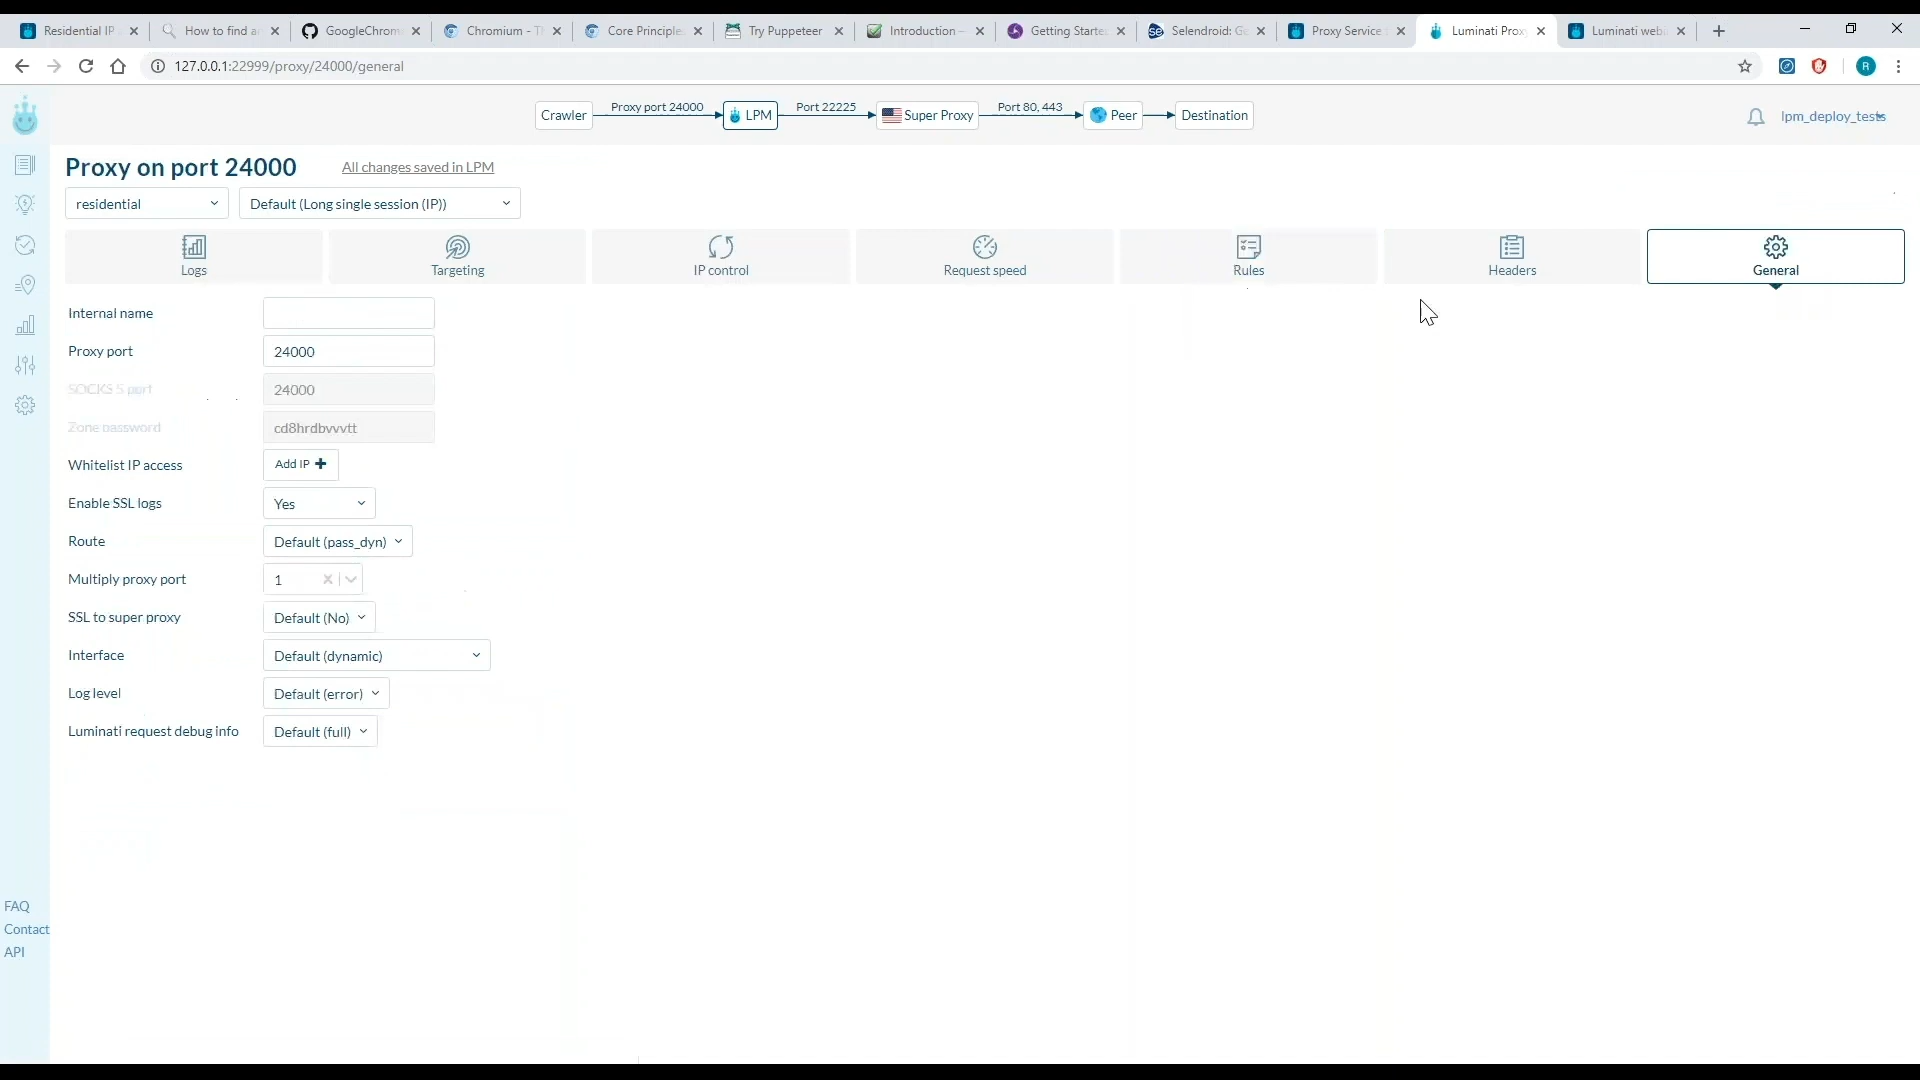 Residential IP
How to find a
GoogleChrom
Chromium - T
Core Principle
Try Puppeteer
Introduction –
Getting Starte
Selendroid: G
Proxy Service
Luminati Prox
Luminati web
127.0.0.1:22999/proxy/24000/general
R
Crawler
Proxy port 24000
LPM
Port 22225
Super Proxy
Port 80, 443
Peer
Destination
lpm_deploy_tests
Proxy on port 24000
All changes saved in LPM
residential
Default (Long single session (IP))
Logs
Targeting
IP control
Request speed
Rules
Headers
General
Internal name
Proxy port
24000
SOCKS 5 port
24000
Zone password
cd8hrdbvvvtt
Whitelist IP access
Add IP
Enable SSL logs
Yes
Route
Default (pass_dyn)
Multiply proxy port
1
SSL to super proxy
Default (No)
Interface
Default (dynamic)
Log level
Default (error)
Luminati request debug info
Default (full)
FAQ
Contact
API